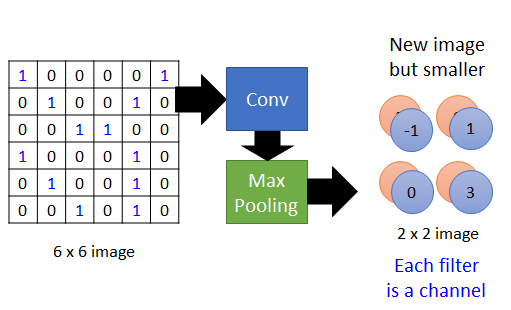 New image
but smaller
1 0 0 0 0 1
0 1 0 0 1 0
0 0 1 1 0 0
1 0 0 0 1 0
0 1 0 0 1 0
0 0 1 0 1 0
Conv
Max
Pooling
-1 1
0 3
6 x 6 image
2 x 2 image
Each filter
is a channel